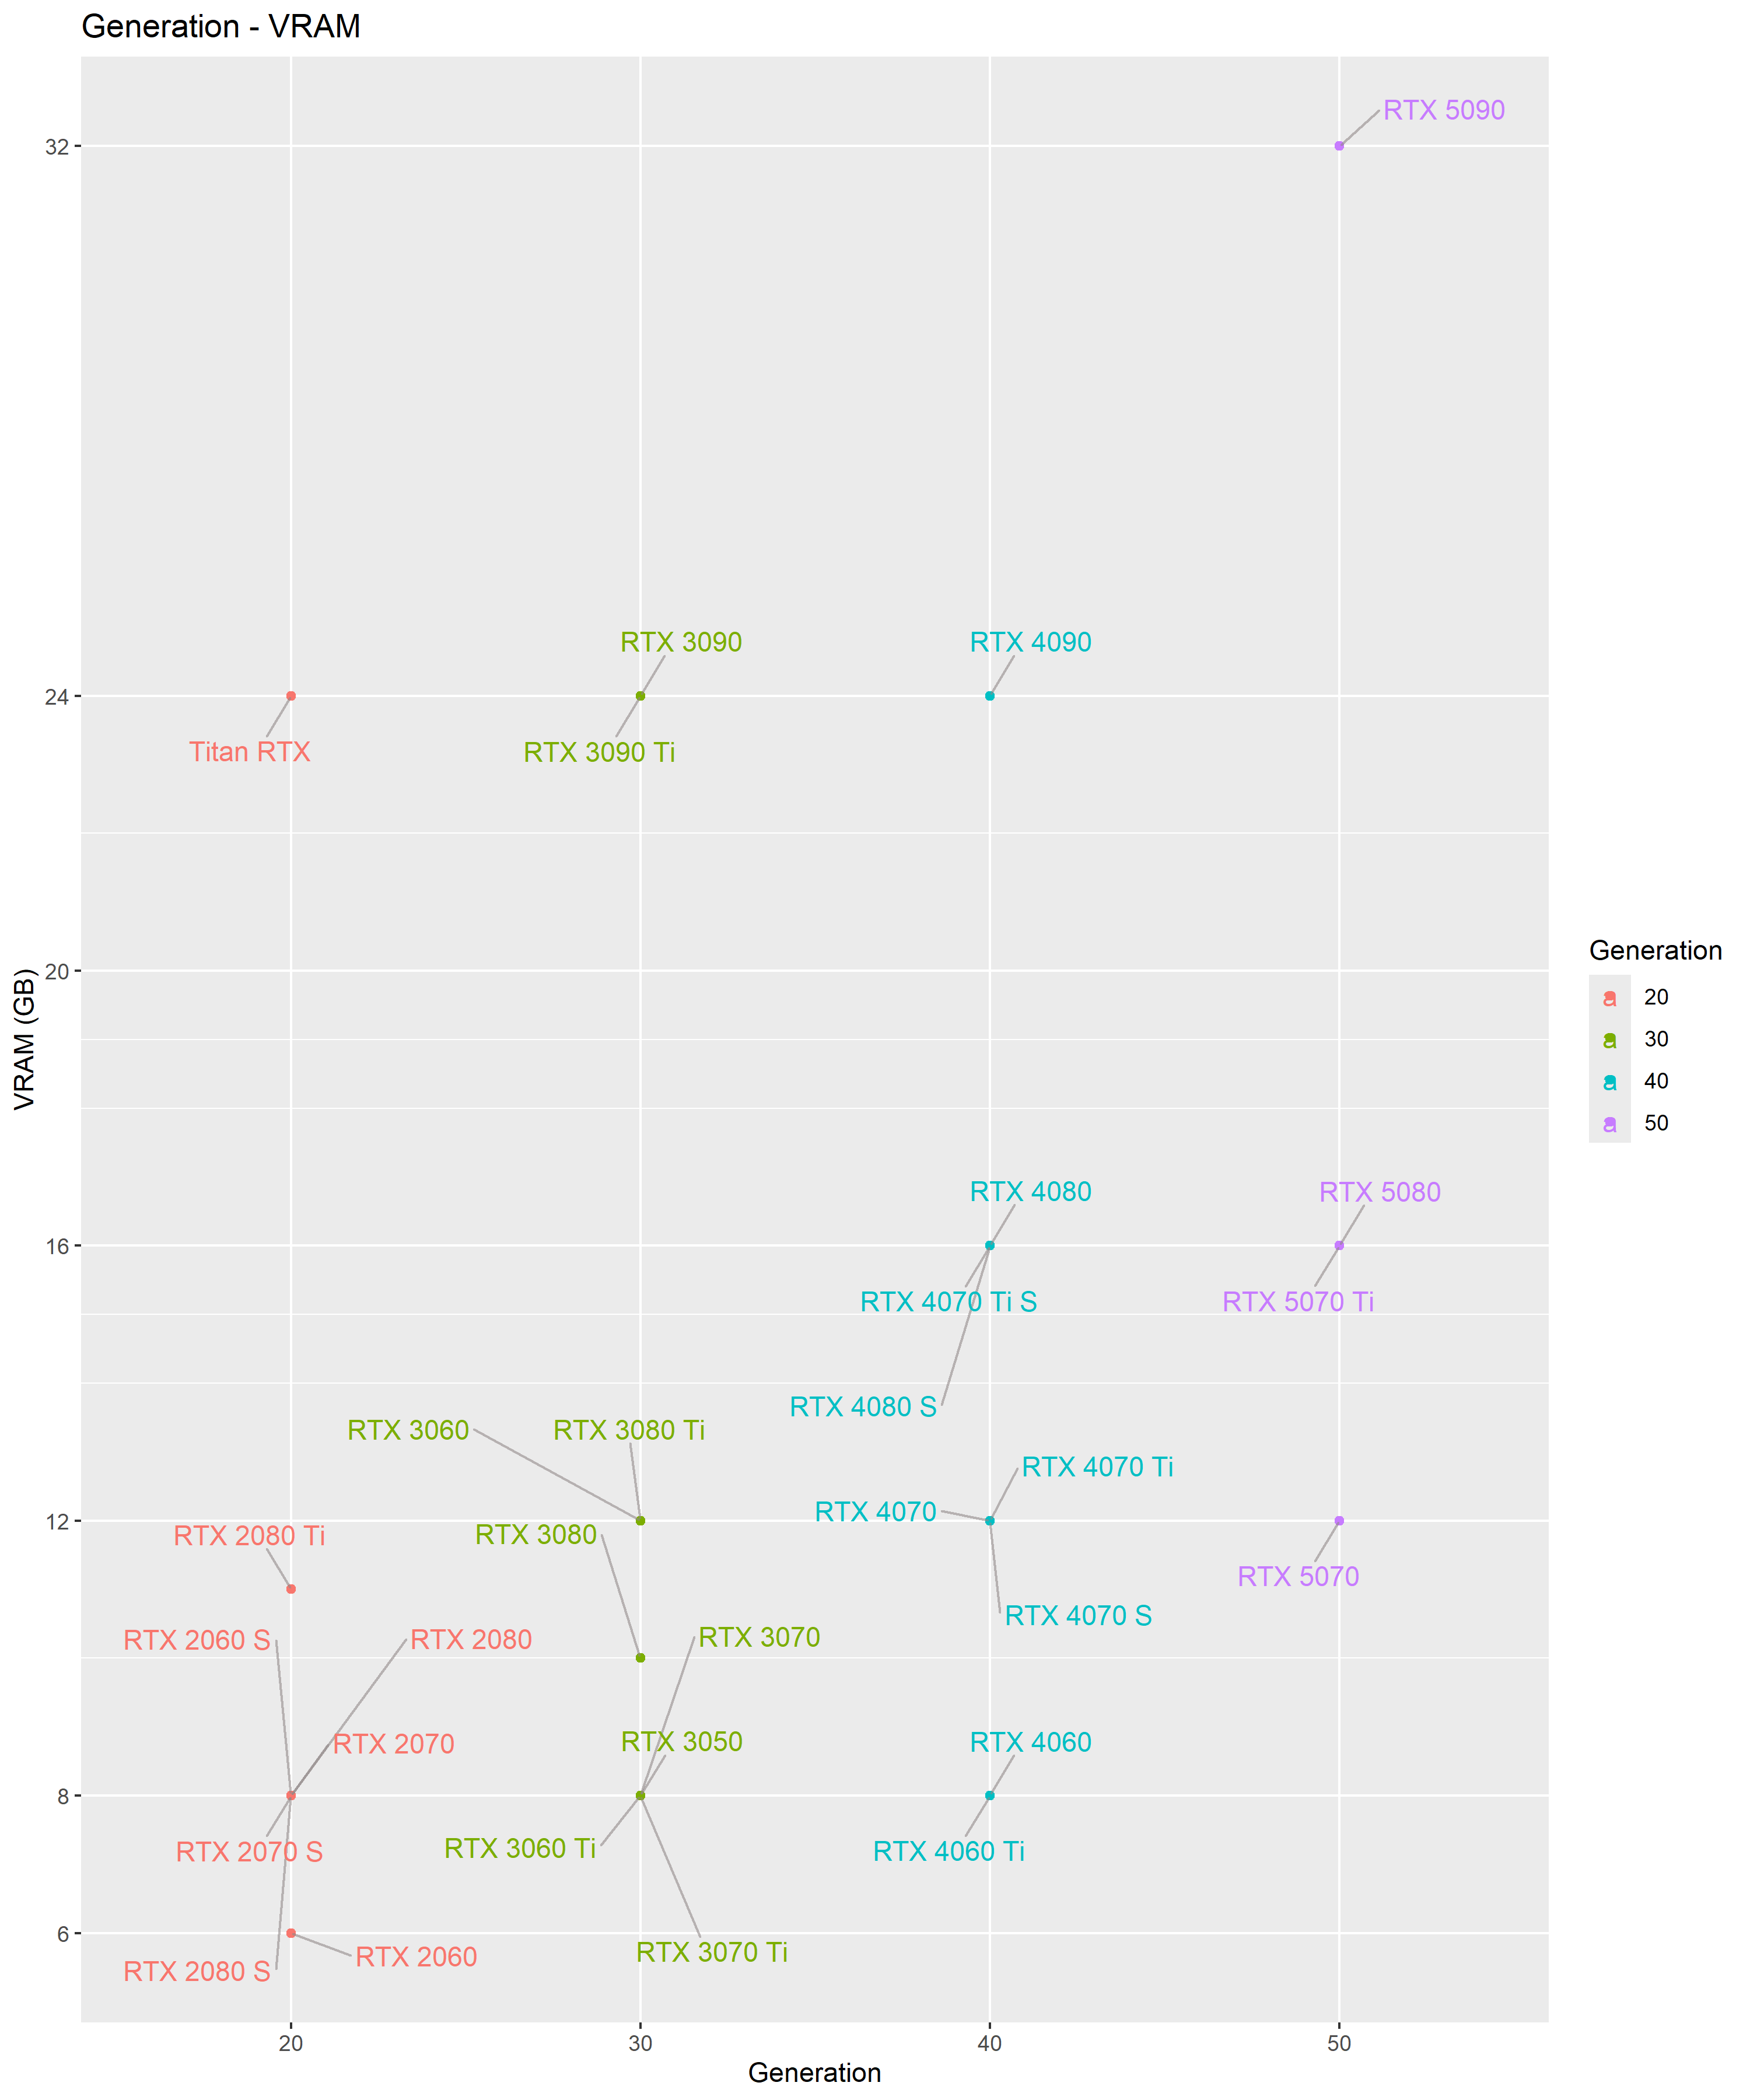 Generation - VRAM
RTX 5090
32
RTX 3090
RTX 4090
24
Titan RTX
RTX 3090 Ti
Generation
20
VRAM (GB)
20
30
40
50
RTX 4080
RTX 5080
16
RTX 4070 Ti S
RTX 5070 Ti
RTX 4080 S
RTX 3060
RTX 3080 Ti
RTX 4070 Ti
RTX 4070
12
RTX 2080 Ti
RTX 3080
RTX 5070
RTX 4070 S
RTX 2060 S
RTX 2080
RTX 3070
RTX 2070
RTX 3050
RTX 4060
8
RTX 2070 S
RTX 3060 Ti
RTX 4060 Ti
6
RTX 2060
RTX 3070 Ti
RTX 2080 S
20
30
40
50
Generation